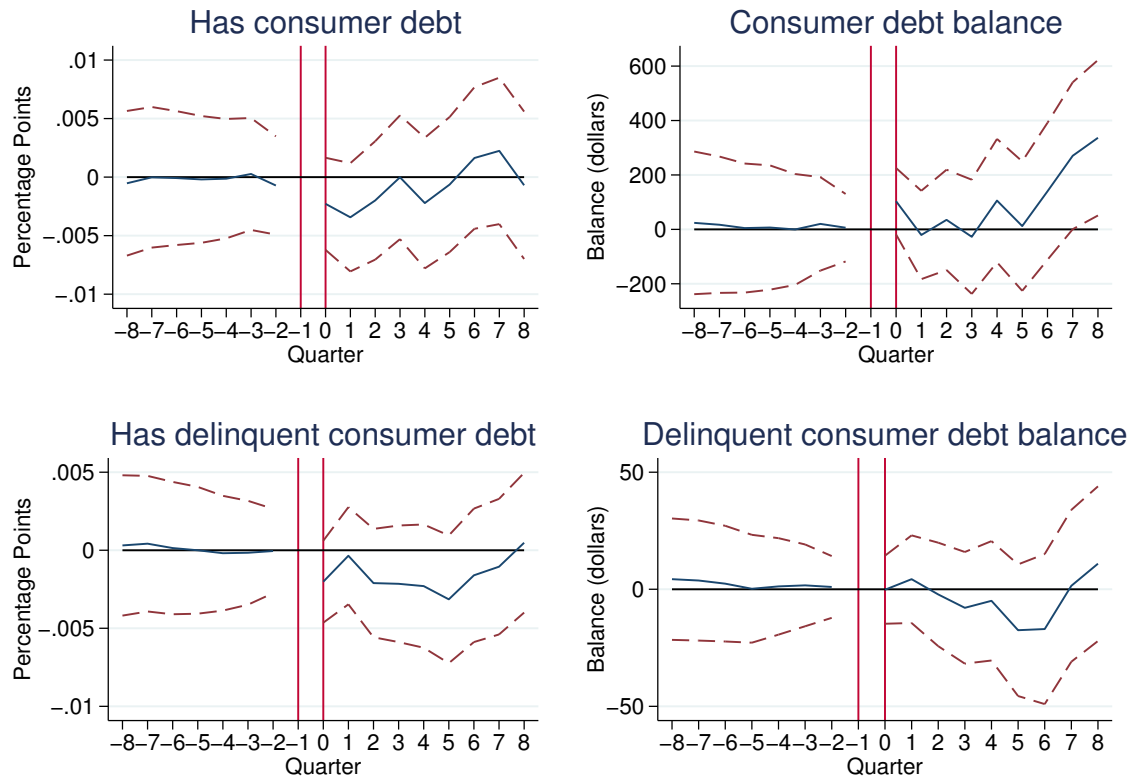 Has consumer debt
Percentage Points
.01
.005
0
−.005
−.01
−8−7−6−5−4−3−2−1 0 1 2 3 4 5 6 7 8
Quarter
Consumer debt balance
Balance (dollars)
600
400
200
0
−200
−8−7−6−5−4−3−2−1 0 1 2 3 4 5 6 7 8
Quarter
Has delinquent consumer debt
Percentage Points
.005
0
−.005
−.01
−8−7−6−5−4−3−2−1 0 1 2 3 4 5 6 7 8
Quarter
Delinquent consumer debt balance
Balance (dollars)
50
0
−50
−8−7−6−5−4−3−2−1 0 1 2 3 4 5 6 7 8
Quarter